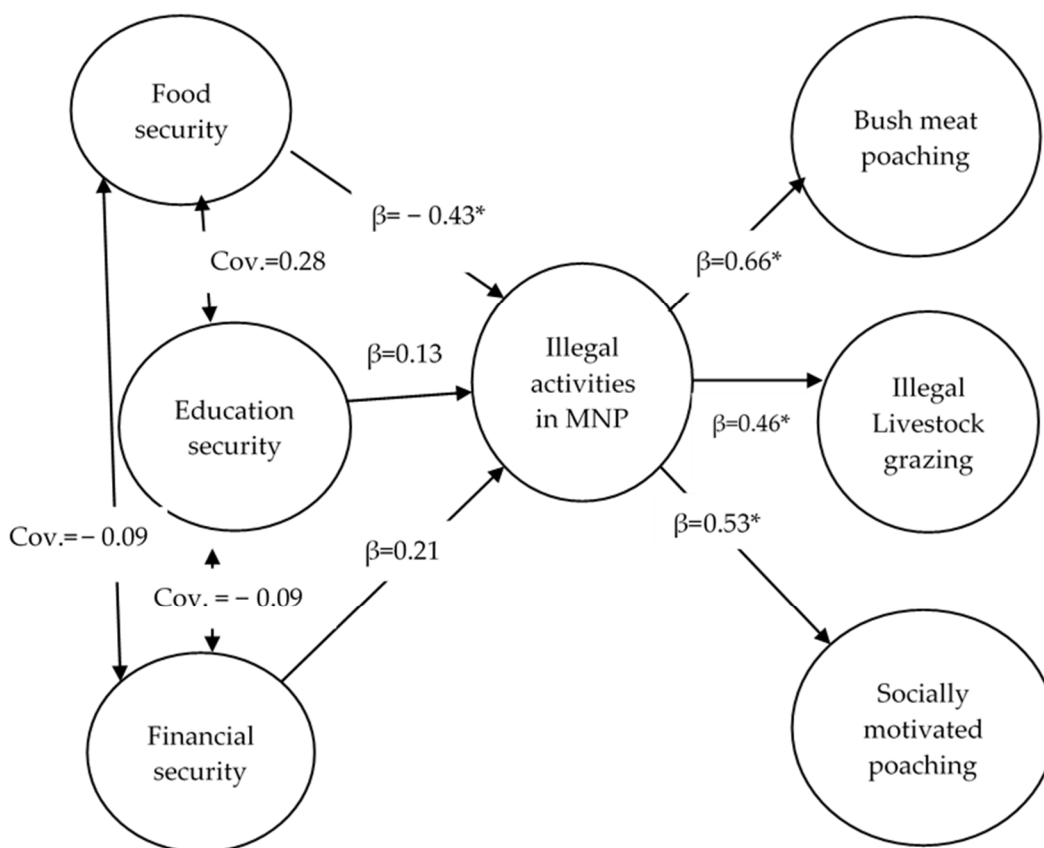 Food
security
Bush meat
poaching
β= − 0.43*
Cov.=0.28
β=0.66*
Illegal
activities
in MNP
β=0.13
Education
security
Illegal
Livestock
grazing
β=0.46*
β=0.53*
Cov.= − 0.09
β=0.21
Cov. = − 0.09
Financial
security
Socially
motivated
poaching